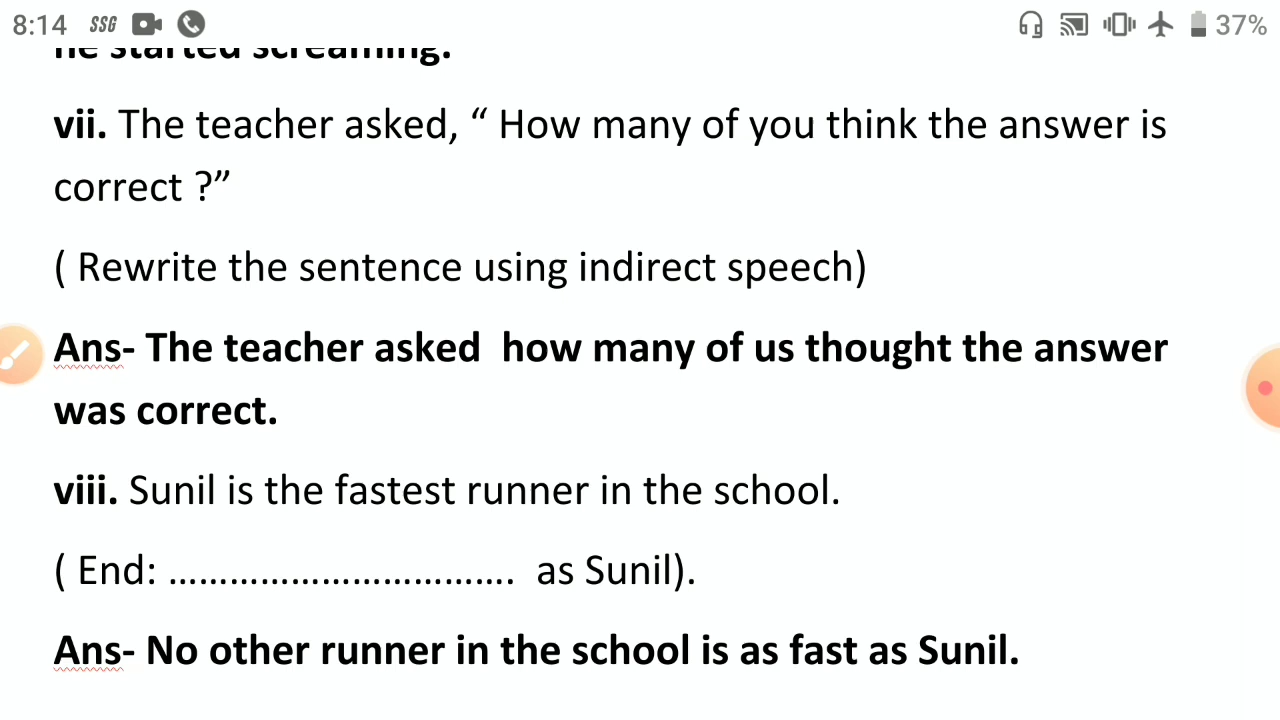 8:14 SSG 37%
he started screaming.
vii. The teacher asked, “ How many of you think the answer is
correct ?”
( Rewrite the sentence using indirect speech)
Ans- The teacher asked  how many of us thought the answer
was correct.
viii. Sunil is the fastest runner in the school.
( End: ……………………………. as Sunil).
Ans- No other runner in the school is as fast as Sunil.